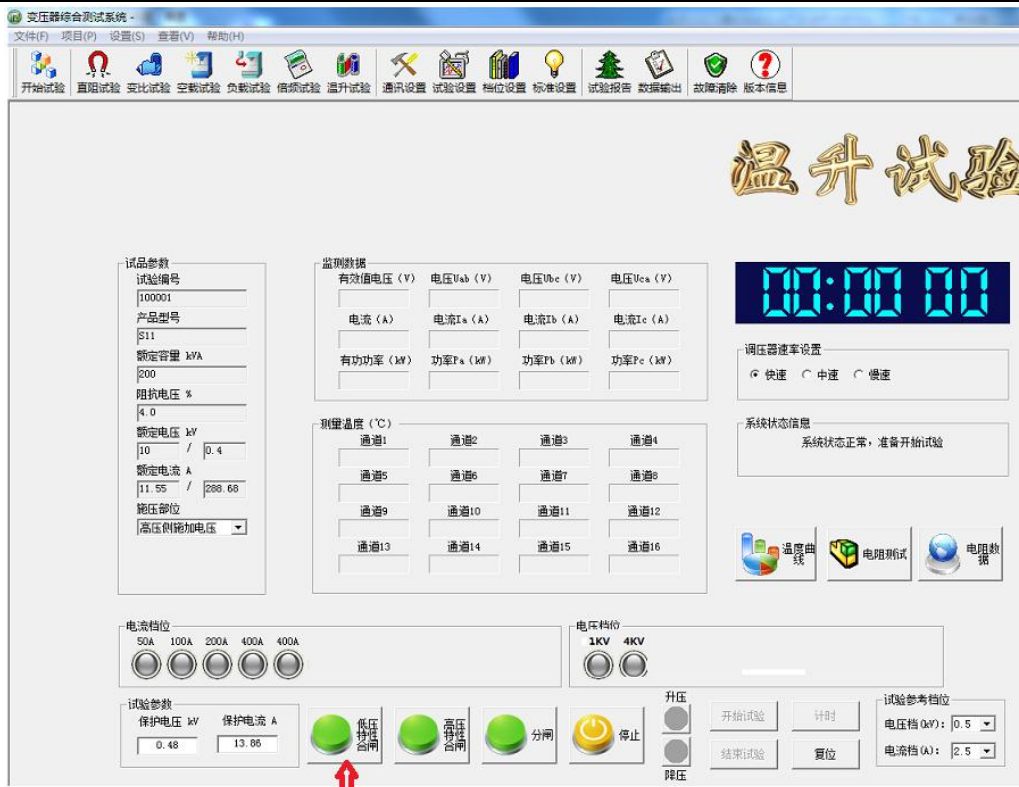 变压器综合测试系统 -
文件(F) 项目(P) 设置(S) 查看(V) 帮助(H)
开始试验 直阻试验 变比试验 空载试验 负载试验 倍频试验 温升试验 通讯设置 试验设置 档位设置 标准设置 试验报告 数据输出 故障清除 版本信息
温升试验
试品参数
试验编号
100001
产品型号
S11
额定容量 kVA
200
阻抗电压 %
4.0
额定电压 kV
10 / 0.4
额定电流 A
11.55 / 288.68
施压部位
高压侧施加电压
监测数据
有效值电压 (V) 电压Uab (V) 电压Ubc (V) 电压Uca (V)
电流 (A) 电流Ia (A) 电流Ib (A) 电流Ic (A)
有功功率 (kW) 功率Pa (kW) 功率Pb (kW) 功率Pc (kW)
测量温度 (℃)
通道1 通道2 通道3 通道4
通道5 通道6 通道7 通道8
通道9 通道10 通道11 通道12
通道13 通道14 通道15 通道16
00:00 00
调压器速率设置
快速 中速 慢速
系统状态信息
系统状态正常，准备开始试验
温度曲
线
电阻测试
电阻数
据
电流档位
50A 100A 200A 400A 400A
电压档位
1KV 4KV
试验参数
保护电压 kV 保护电流 A
0.48 13.86
低压
特性
合闸
高压
特性
合闸
分闸
停止
升压
降压
开始试验 计时
结束试验 复位
试验参考档位
电压档(kV): 0.5
电流档(A): 2.5